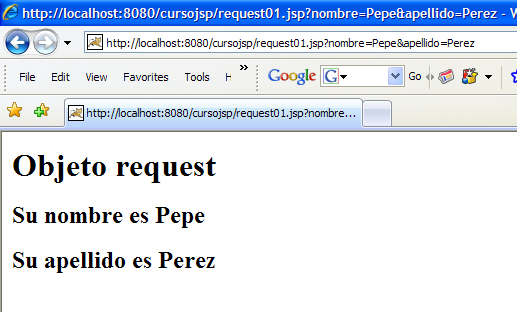 http://localhost:8080/cursojsp/request01.jsp?nombre=Pepe&apellido=Perez - W
http://localhost:8080/cursojsp/request01.jsp?nombre=Pepe&apellido=Perez
File Edit View Favorites Tools H » Google G Go »
http://localhost:8080/cursojsp/request01.jsp?nombre...
Objeto request
Su nombre es Pepe
Su apellido es Perez